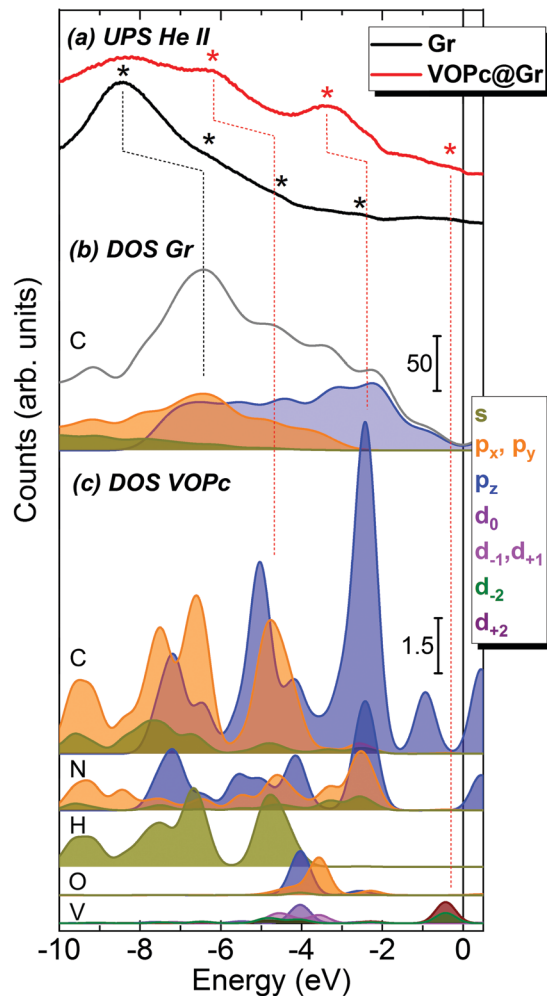 (a) UPS He II
Gr
VOPc@Gr
* * * *
* * * *
(b) DOS Gr
C
50
s
px, py
pz
d0
d-1,d+1
d-2
d+2
(c) DOS VOPc
1.5
C
N
H
O
V
Counts (arb. units)
-10 -8 -6 -4 -2 0
Energy (eV)